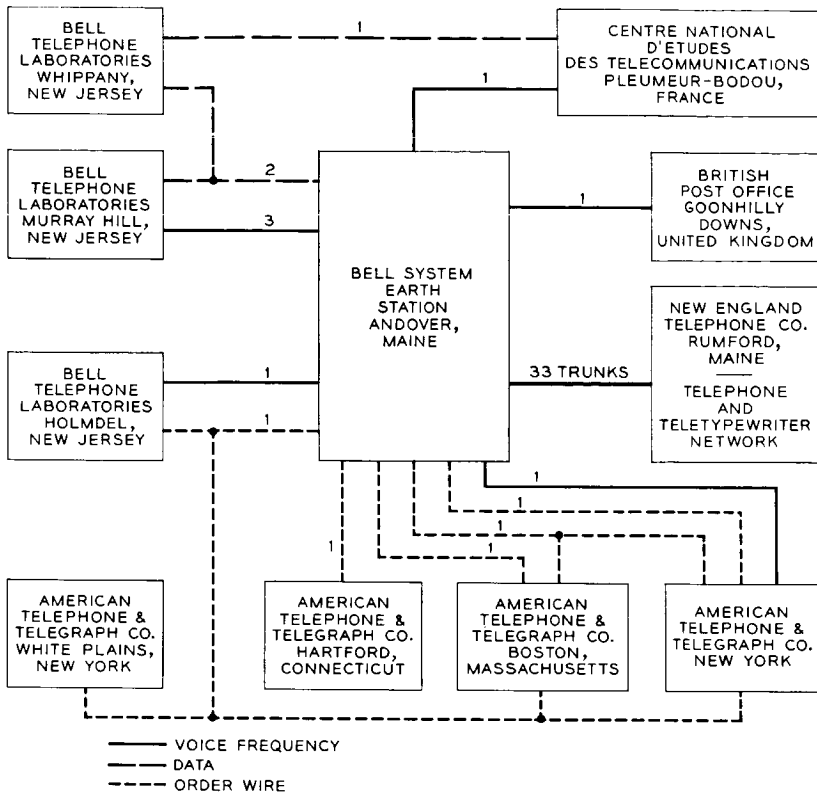 BELL
TELEPHONE
LABORATORIES
WHIPPANY,
NEW JERSEY
1
CENTRE NATIONAL
D'ETUDES
DES TELECOMMUNICATIONS
PLEUMEUR-BODOU,
FRANCE
1
BELL
TELEPHONE
LABORATORIES
MURRAY HILL,
NEW JERSEY
2
3
BRITISH
POST OFFICE
GOONHILLY
DOWNS,
UNITED KINGDOM
1
BELL SYSTEM
EARTH
STATION
ANDOVER,
MAINE
NEW ENGLAND
TELEPHONE CO.
RUMFORD,
MAINE
TELEPHONE
AND
TELETYPEWRITER
NETWORK
33 TRUNKS
BELL
TELEPHONE
LABORATORIES
HOLMDEL,
NEW JERSEY
1
1
1
1
1
1
1
AMERICAN
TELEPHONE &
TELEGRAPH CO.
WHITE PLAINS,
NEW YORK
AMERICAN
TELEPHONE &
TELEGRAPH CO.
HARTFORD,
CONNECTICUT
AMERICAN
TELEPHONE &
TELEGRAPH CO.
BOSTON,
MASSACHUSETTS
AMERICAN
TELEPHONE &
TELEGRAPH CO.
NEW YORK
VOICE FREQUENCY
DATA
ORDER WIRE